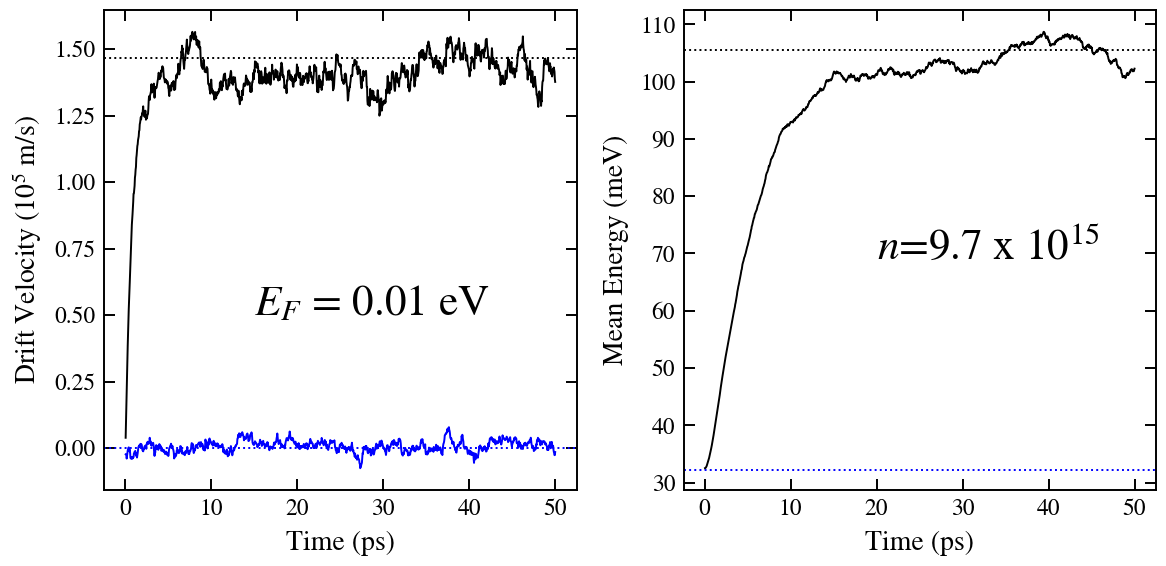 Drift Velocity (10⁵ m/s)
1.50
1.25
1.00
0.75
0.50
0.25
0.00
E_F = 0.01 eV
0 10 20 30 40 50
Time (ps)
Mean Energy (meV)
110
100
90
80
70
60
50
40
30
n=9.7 x 10¹⁵
0 10 20 30 40 50
Time (ps)